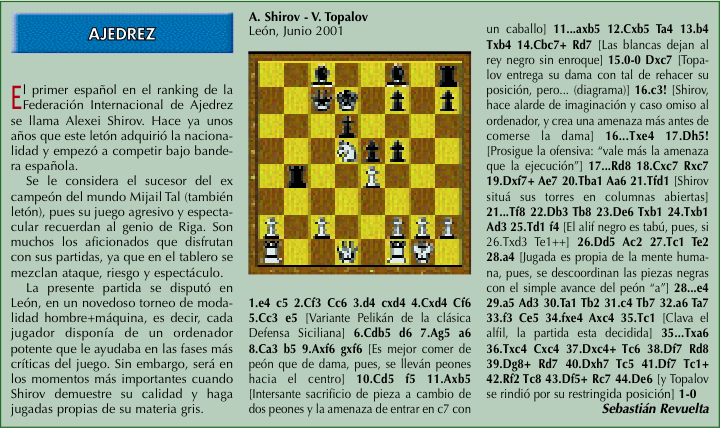 AJEDREZ
El primer español en el ranking de la
Federación Internacional de Ajedrez
se llama Alexei Shirov. Hace ya unos
años que este letón adquirió la naciona-
lidad y empezó a competir bajo bande-
ra española.
Se le considera el sucesor del ex
campeón del mundo Mijail Tal (también
letón), pues su juego agresivo y especta-
cular recuerdan al genio de Riga. Son
muchos los aficionados que disfrutan
con sus partidas, ya que en el tablero se
mezclan ataque, riesgo y espectáculo.
La presente partida se disputó en
León, en un novedoso torneo de moda-
lidad hombre+máquina, es decir, cada
jugador disponía de un ordenador
potente que le ayudaba en las fases más
críticas del juego. Sin embargo, será en
los momentos más importantes cuando
Shirov demuestre su calidad y haga
jugadas propias de su materia gris.
A. Shirov - V. Topalov
León, Junio 2001
1.e4 c5 2.Cf3 Cc6 3.d4 cxd4 4.Cxd4 Cf6
5.Cc3 e5 [Variante Pelikán de la clásica
Defensa Siciliana] 6.Cdb5 d6 7.Ag5 a6
8.Ca3 b5 9.Axf6 gxf6 [Es mejor comer de
peón que de dama, pues, se lleván peones
hacia el centro] 10.Cd5 f5 11.Axb5
[Intersante sacrificio de pieza a cambio de
dos peones y la amenaza de entrar en c7 con
un caballo] 11...axb5 12.Cxb5 Ta4 13.b4
Txb4 14.Cbc7+ Rd7 [Las blancas dejan al
rey negro sin enroque] 15.0-0 Dxc7 [Topa-
lov entrega su dama con tal de rehacer su
posición, pero... (diagrama)] 16.c3! [Shirov,
hace alarde de imaginación y caso omiso al
ordenador, y crea una amenaza más antes de
comerse la dama] 16...Txe4 17.Dh5!
[Prosigue la ofensiva: “vale más la amenaza
que la ejecución”] 17...Rd8 18.Cxc7 Rxc7
19.Dxf7+ Ae7 20.Tba1 Aa6 21.Tfd1 [Shirov
situá sus torres en columnas abiertas]
21...Tf8 22.Db3 Tb8 23.De6 Txb1 24.Txb1
Ad3 25.Td1 f4 [El alif negro es tabú, pues, si
26.Txd3 Te1++] 26.Dd5 Ac2 27.Tc1 Te2
28.a4 [Jugada es propia de la mente huma-
na, pues, se descoordinan las piezas negras
con el simple avance del peón “a”] 28...e4
29.a5 Ad3 30.Ta1 Tb2 31.c4 Tb7 32.a6 Ta7
33.f3 Ce5 34.fxe4 Axc4 35.Tc1 [Clava el
alfil, la partida esta decidida] 35...Txa6
36.Txc4 Cxc4 37.Dxc4+ Tc6 38.Df7 Rd8
39.Dg8+ Rd7 40.Dxh7 Tc5 41.Df7 Tc1+
42.Rf2 Tc8 43.Df5+ Rc7 44.De6 [y Topalov
se rindió por su restringida posición] 1-0
Sebastián Revuelta